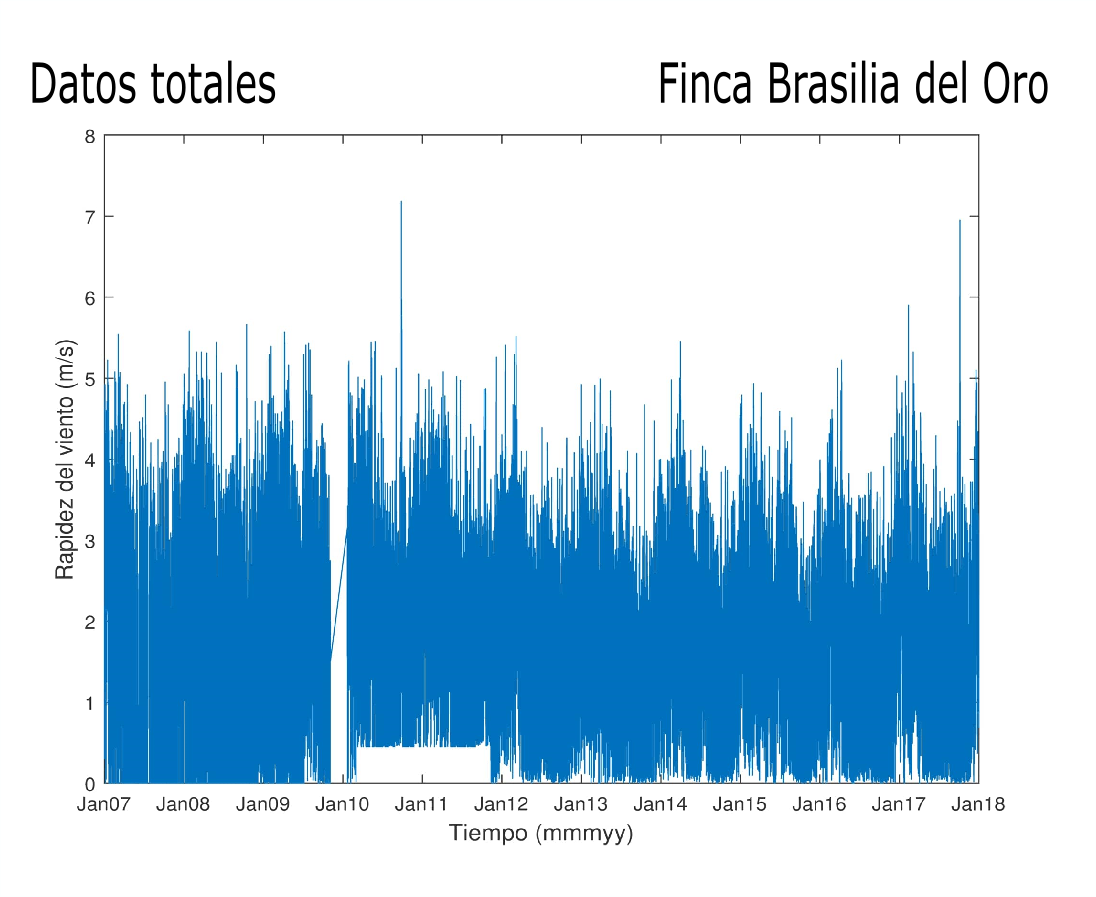 Datos totales
Finca Brasilia del Oro
8
7
6
5
4
3
2
1
0
Rapidez del viento (m/s)
Jan07 Jan08 Jan09 Jan10 Jan11 Jan12 Jan13 Jan14 Jan15 Jan16 Jan17 Jan18
Tiempo (mmmyy)